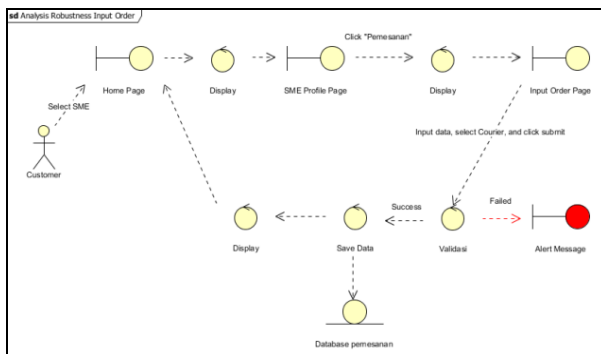 sd Analysis Robustness Input Order
Click "Pemesanan"
Home Page
Display
SME Profile Page
Display
Input Order Page
Select SME
Customer
Input data, select Courier, and click submit
Success
Failed
Display
Save Data
Validasi
Alert Message
Database pemesanan